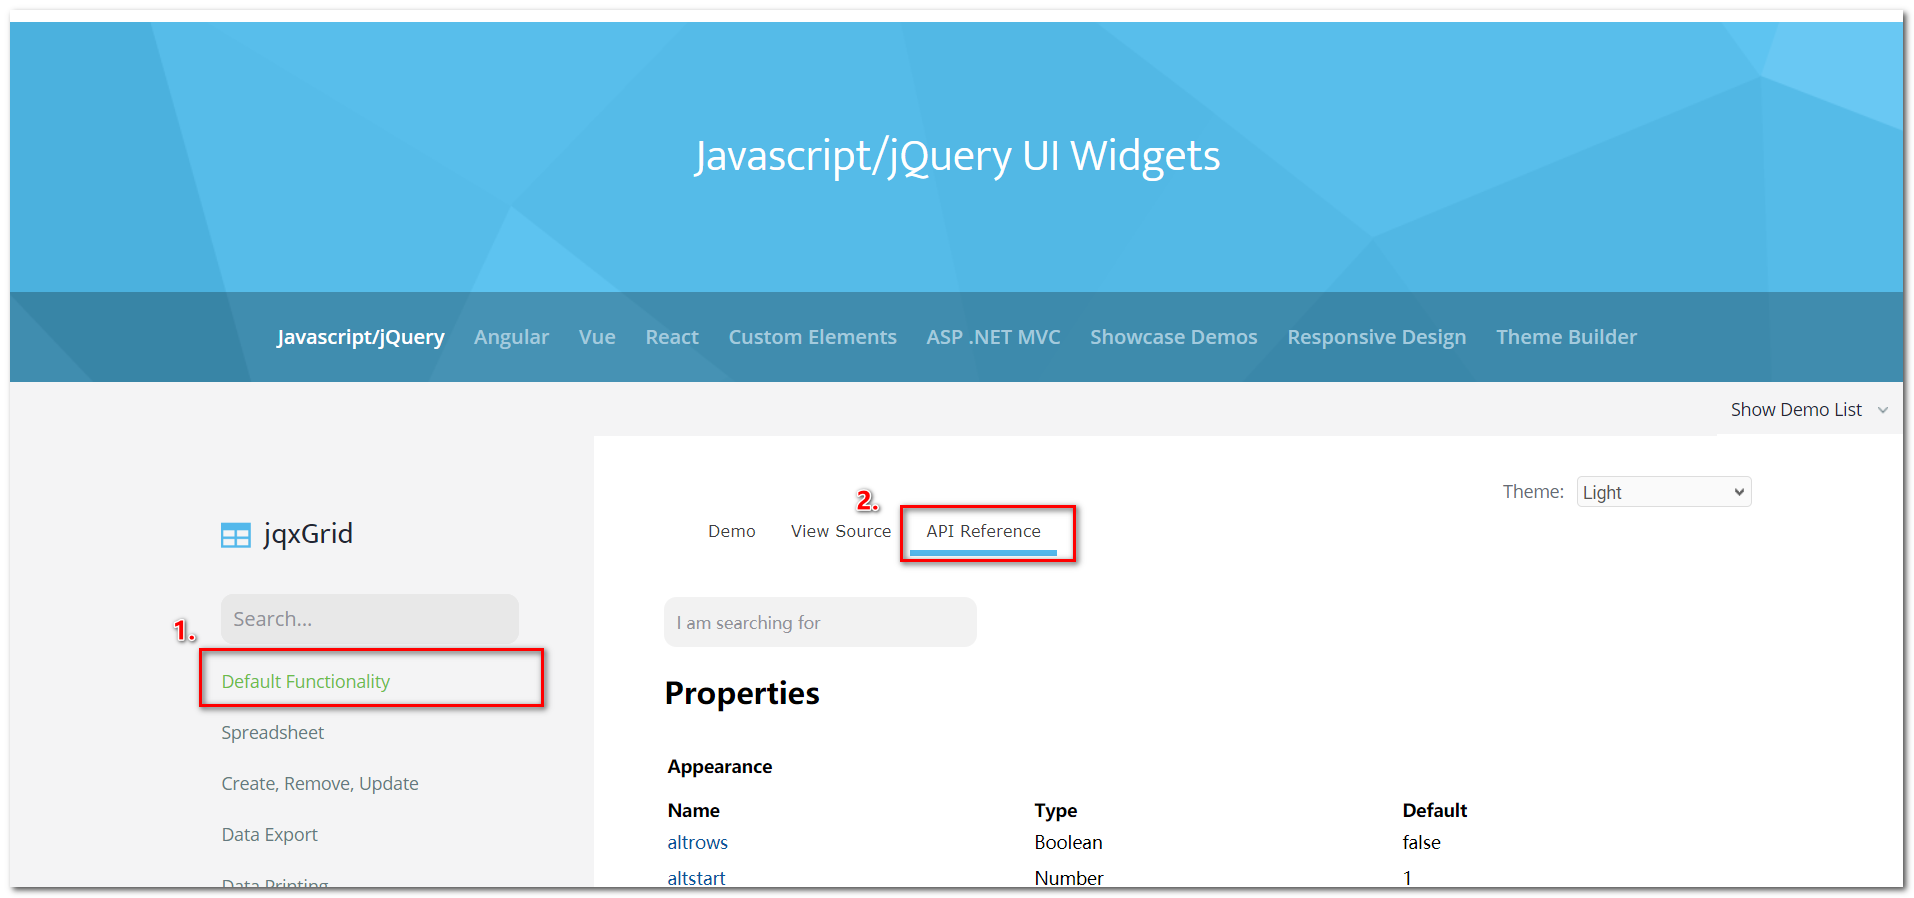 Javascript/jQuery UI Widgets
Javascript/jQuery Angular Vue React Custom Elements ASP .NET MVC Showcase Demos Responsive Design Theme Builder
Show Demo List
jqxGrid
Search...
1.
Default Functionality
Spreadsheet
Create, Remove, Update
Data Export
Data Printing
Theme: Light
2.
Demo View Source API Reference
I am searching for
Properties
Appearance
Name Type Default
altrows Boolean false
altstart Number 1